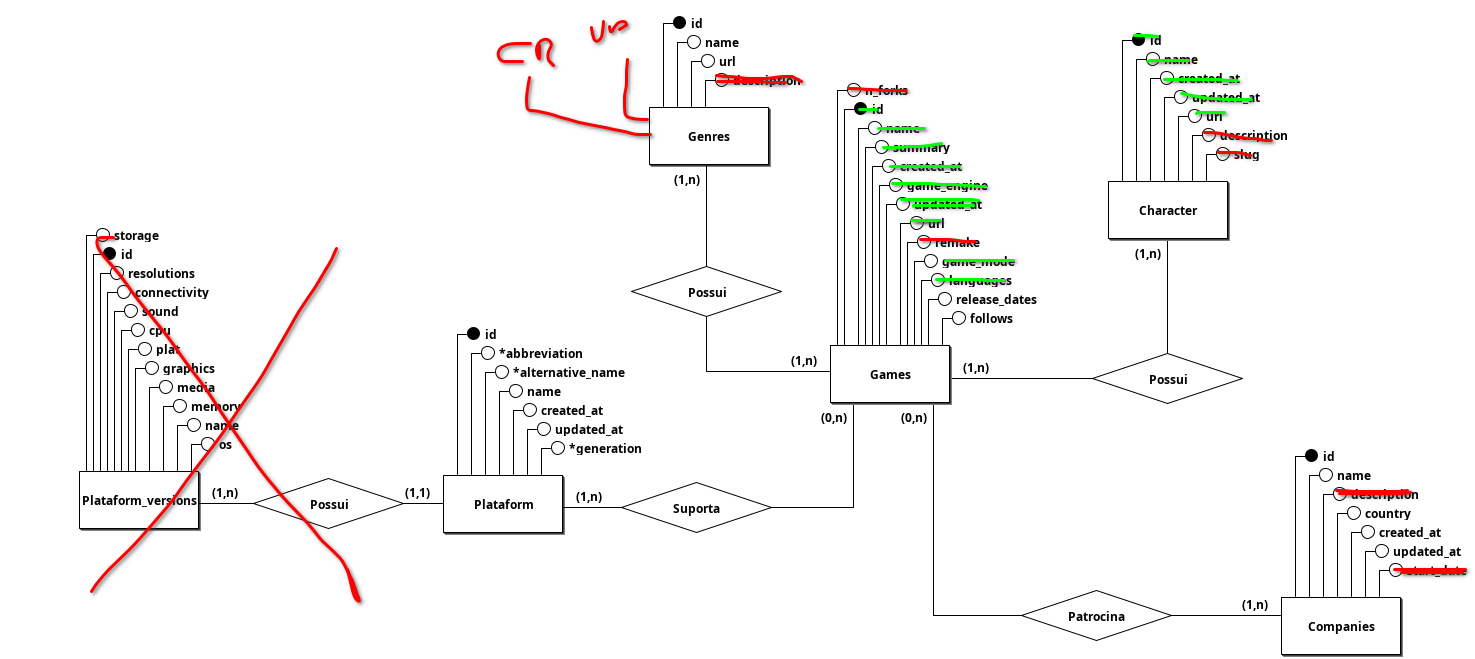 CR
UP
id
name
url
description
Genres
(1,n)
Possui
(1,n)
n_forks
id
name
summary
created_at
game_engine
updated_at
url
remake
game_mode
languages
release_dates
follows
Games
(1,n)
(0,n)
(0,n)
id
name
created_at
updated_at
url
description
slug
Character
(1,n)
Possui
storage
id
resolutions
connectivity
sound
cpu
plat
graphics
media
memory
name
os
Plataform_versions
(1,n)
Possui
(1,1)
id
*abbreviation
*alternative_name
name
created_at
updated_at
*generation
Plataform
(1,n)
Suporta
id
name
description
country
created_at
updated_at
start_date
Companies
(1,n)
Patrocina